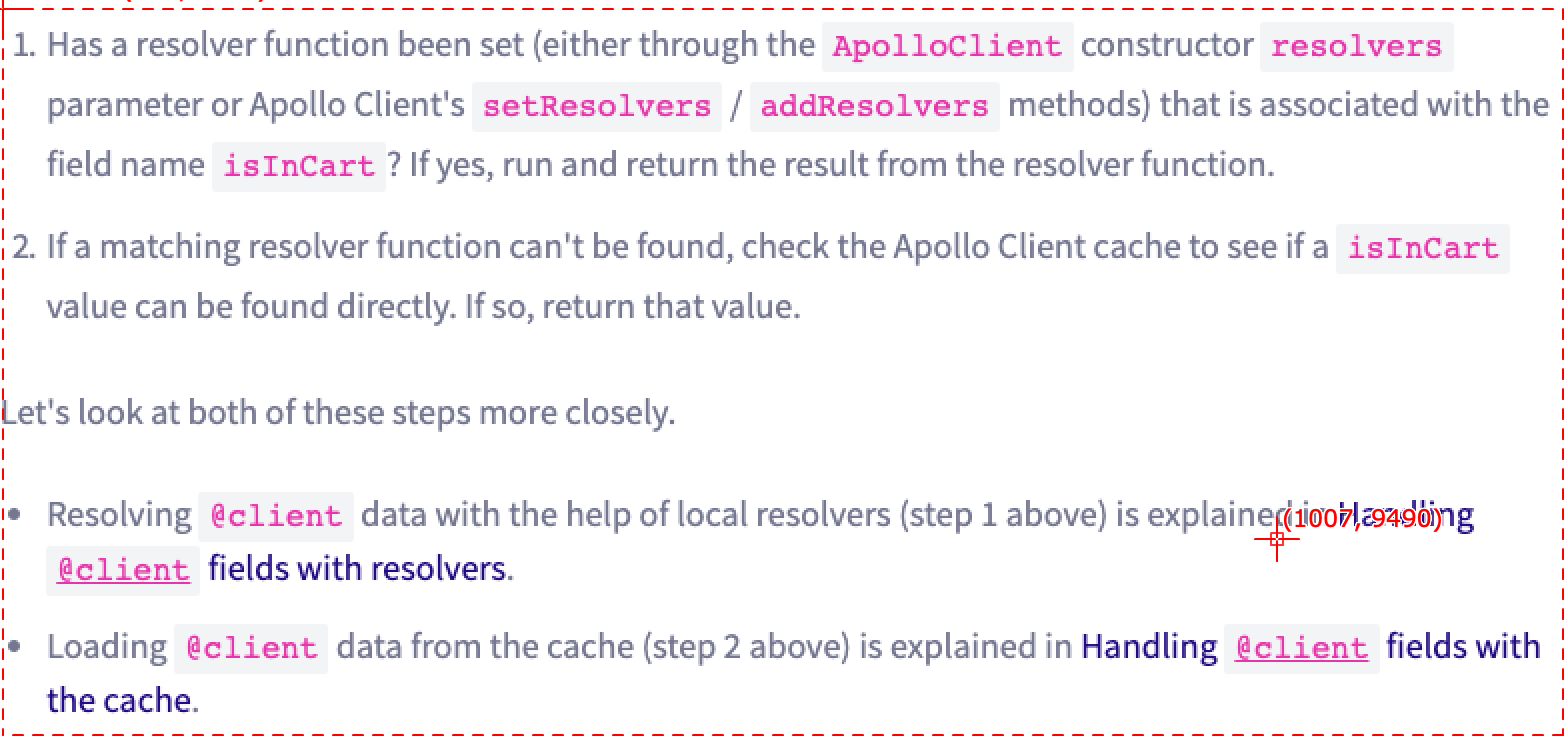 1. Has a resolver function been set (either through the ApolloClient constructor resolvers
parameter or Apollo Client's setResolvers / addResolvers methods) that is associated with the
field name isInCart? If yes, run and return the result from the resolver function.
2. If a matching resolver function can't be found, check the Apollo Client cache to see if a isInCart
value can be found directly. If so, return that value.
Let's look at both of these steps more closely.
• Resolving @client data with the help of local resolvers (step 1 above) is explained in Handling
(1007, 9490)
@client fields with resolvers.
• Loading @client data from the cache (step 2 above) is explained in Handling @client fields with
the cache.